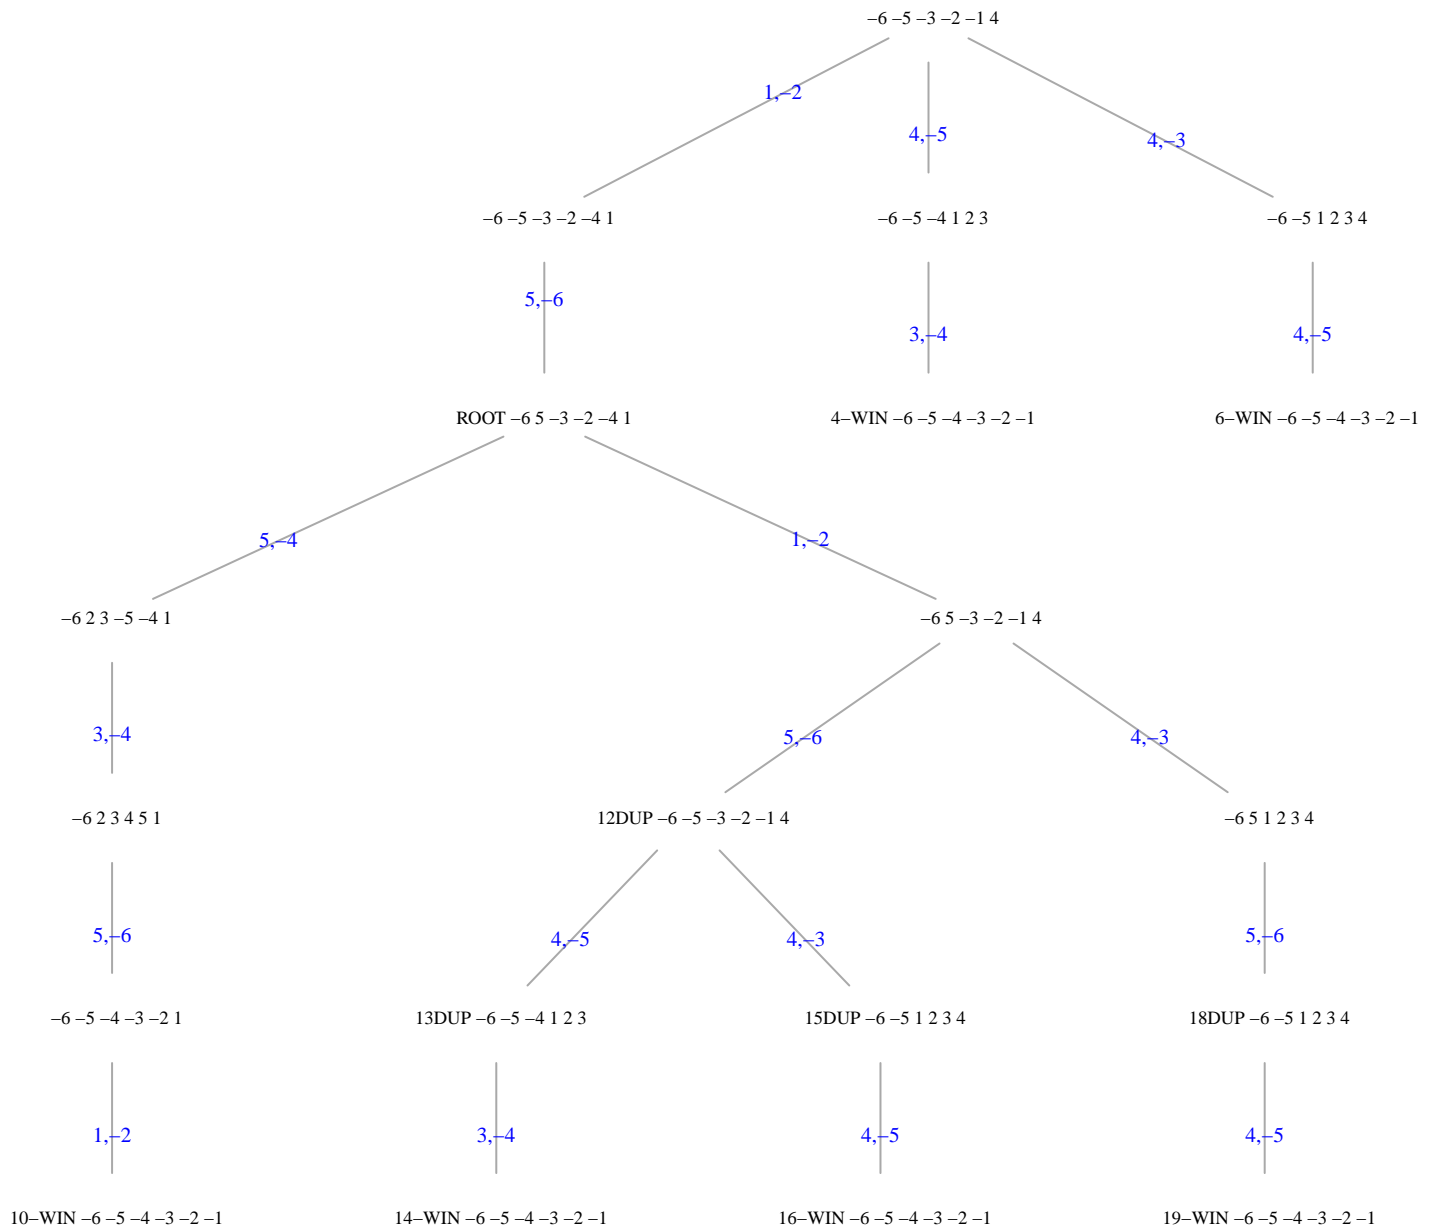 –6 –5 –3 –2 –1 4
1,–2
4,–5
4,–3
–6 –5 –3 –2 –4 1
–6 –5 –4 1 2 3
–6 –5 1 2 3 4
5,–6
3,–4
4,–5
ROOT –6 5 –3 –2 –4 1
4–WIN –6 –5 –4 –3 –2 –1
6–WIN –6 –5 –4 –3 –2 –1
5,–4
1,–2
–6 2 3 –5 –4 1
–6 5 –3 –2 –1 4
3,–4
5,–6
4,–3
–6 2 3 4 5 1
12DUP –6 –5 –3 –2 –1 4
–6 5 1 2 3 4
5,–6
4,–5
4,–3
5,–6
–6 –5 –4 –3 –2 1
13DUP –6 –5 –4 1 2 3
15DUP –6 –5 1 2 3 4
18DUP –6 –5 1 2 3 4
1,–2
3,–4
4,–5
4,–5
10–WIN –6 –5 –4 –3 –2 –1
14–WIN –6 –5 –4 –3 –2 –1
16–WIN –6 –5 –4 –3 –2 –1
19–WIN –6 –5 –4 –3 –2 –1